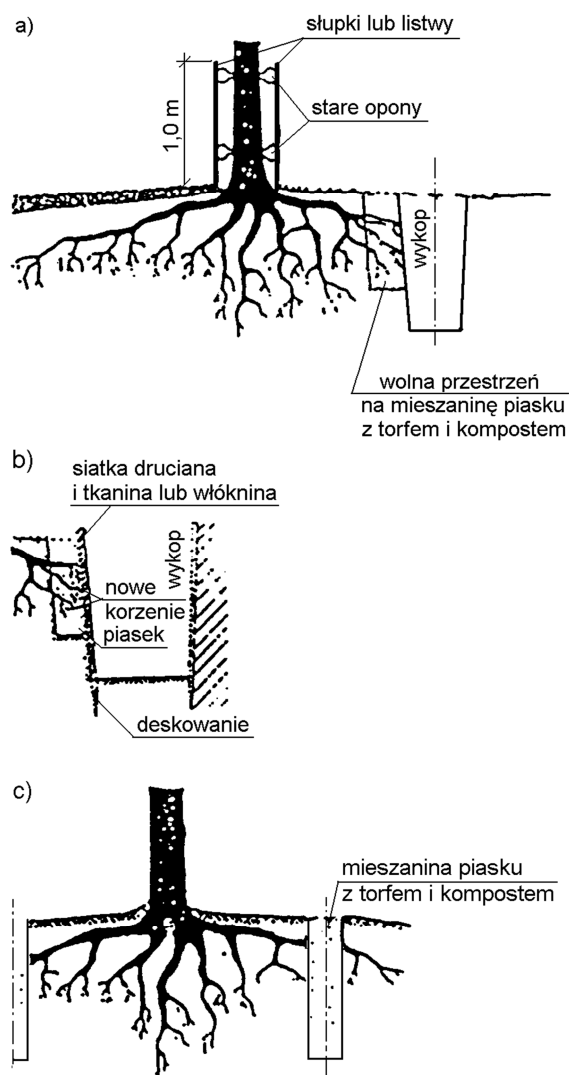 a)
słupki lub listwy
stare opony
1,0 m
wykop
wolna przestrzeń
na mieszaninę piasku
z torfem i kompostem
b)
siatka druciana
i tkanina lub włóknina
wykop
nowe
korzenie
piasek
deskowanie
c)
mieszanina piasku
z torfem i kompostem